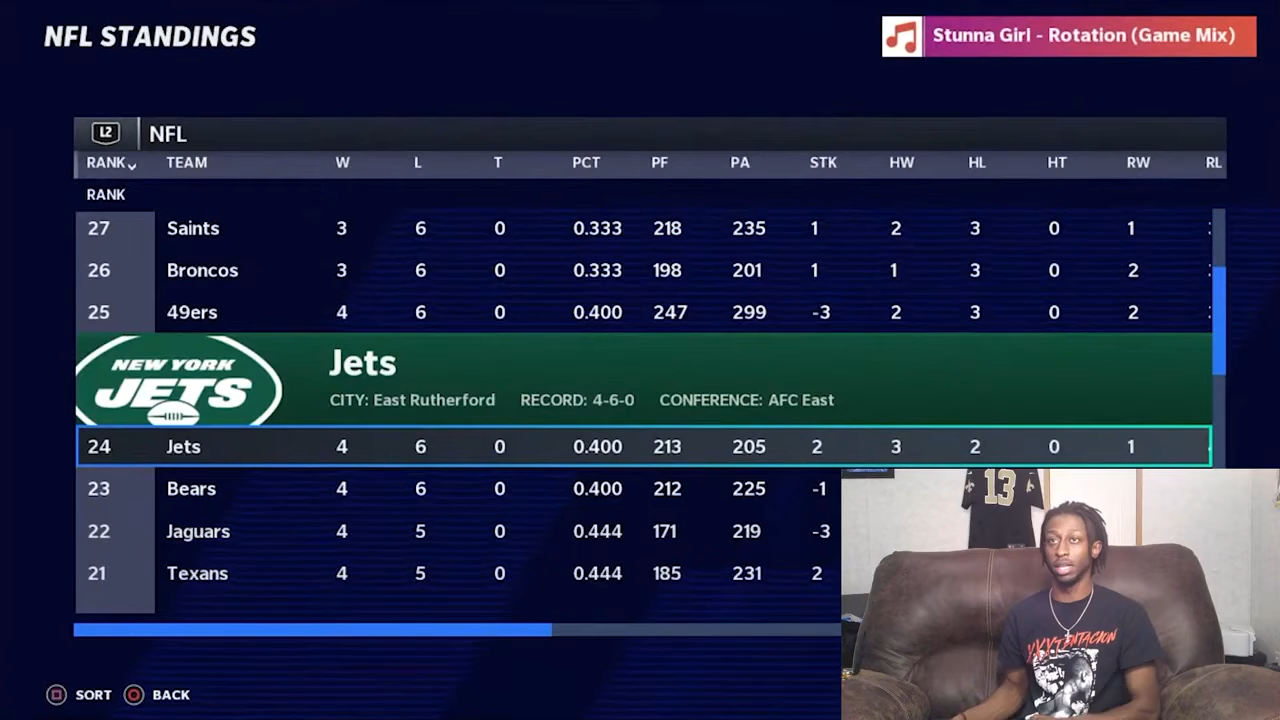 NFL STANDINGS
Stunna Girl - Rotation (Game Mix)
L2 NFL
RANK TEAM W L T PCT PF PA STK HW HL HT RW RL
RANK
27 Saints 3 6 0 0.333 218 235 1 2 3 0 1
26 Broncos 3 6 0 0.333 198 201 1 1 3 0 2
25 49ers 4 6 0 0.400 247 299 -3 2 3 0 2
NEW YORK
JETS
Jets
CITY: East Rutherford RECORD: 4-6-0 CONFERENCE: AFC East
24 Jets 4 6 0 0.400 213 205 2 3 2 0 1
23 Bears 4 6 0 0.400 212 225 -1
22 Jaguars 4 5 0 0.444 171 219 -3
21 Texans 4 5 0 0.444 185 231 2
13
XXXTENTACION
SORT BACK